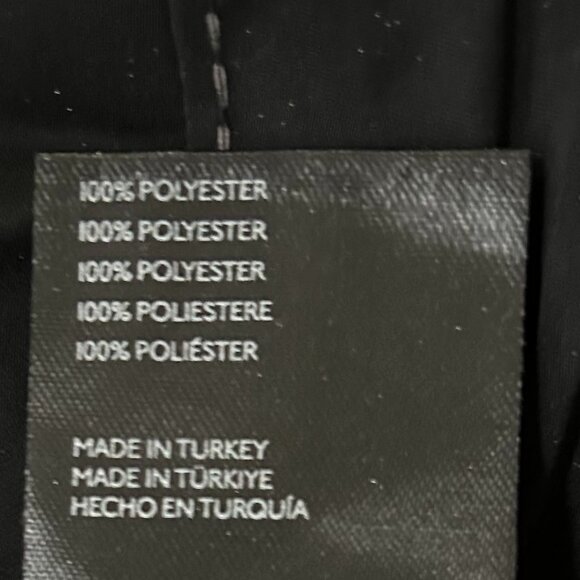 100% POLYESTER
100% POLYESTER
100% POLYESTER
100% POLIESTERE
100% POLIÉSTER
MADE IN TURKEY
MADE IN TÜRKIYE
HECHO EN TURQUÍA